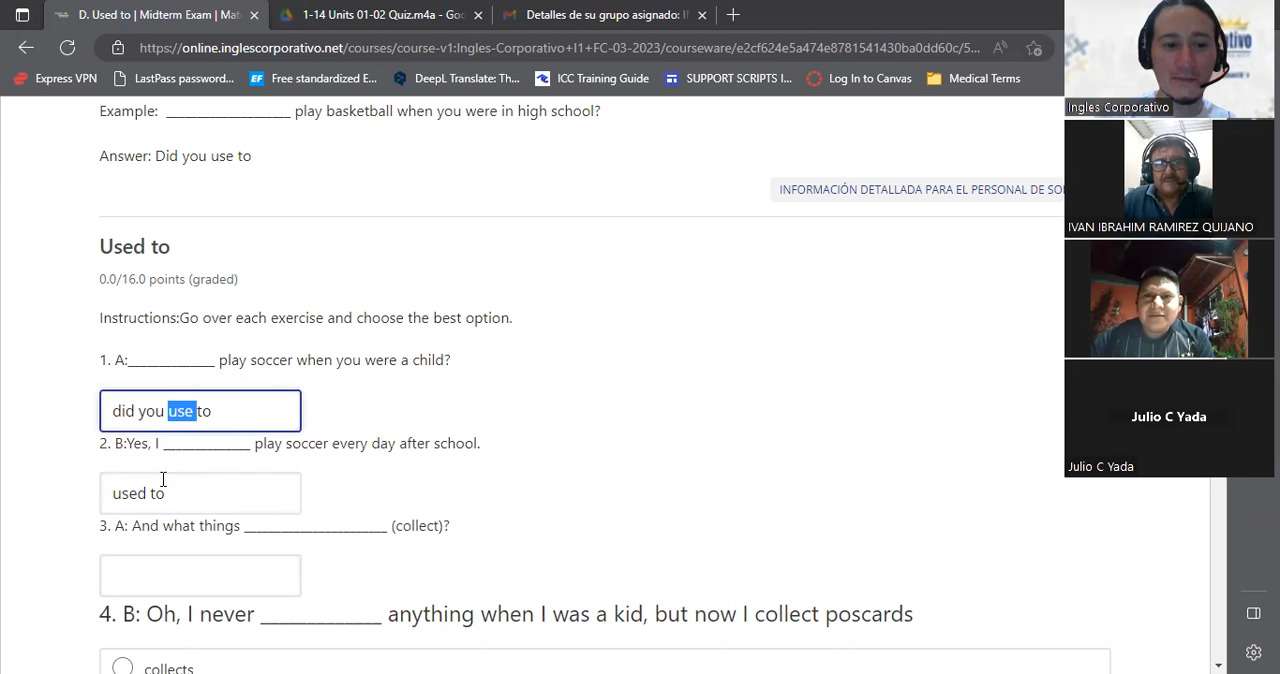 D. Used to | Midterm Exam | Mat
1-14 Units 01-02 Quiz.m4a - Goo
Detalles de su grupo asignado: I
https://online.inglescorporativo.net/courses/course-v1:Ingles-Corporativo+I1+FC-03-2023/courseware/e2cf624e5a474e8781541430ba0dd60c/5...
Express VPN
LastPass password...
Free standardized E...
DeepL Translate: Th...
ICC Training Guide
SUPPORT SCRIPTS I...
Log In to Canvas
Medical Terms
Ingles Corporativo
Example: ___________________ play basketball when you were in high school?
Answer: Did you use to
INFORMACIÓN DETALLADA PARA EL PERSONAL DE SO
IVAN IBRAHIM RAMIREZ QUIJANO
Used to
0.0/16.0 points (graded)
Instructions:Go over each exercise and choose the best option.
1. A:_____________ play soccer when you were a child?
did you use to
2. B:Yes, I _____________ play soccer every day after school.
used to
3. A: And what things ______________________ (collect)?
4. B: Oh, I never _____________ anything when I was a kid, but now I collect poscards
collects
Julio C Yada
Julio C Yada